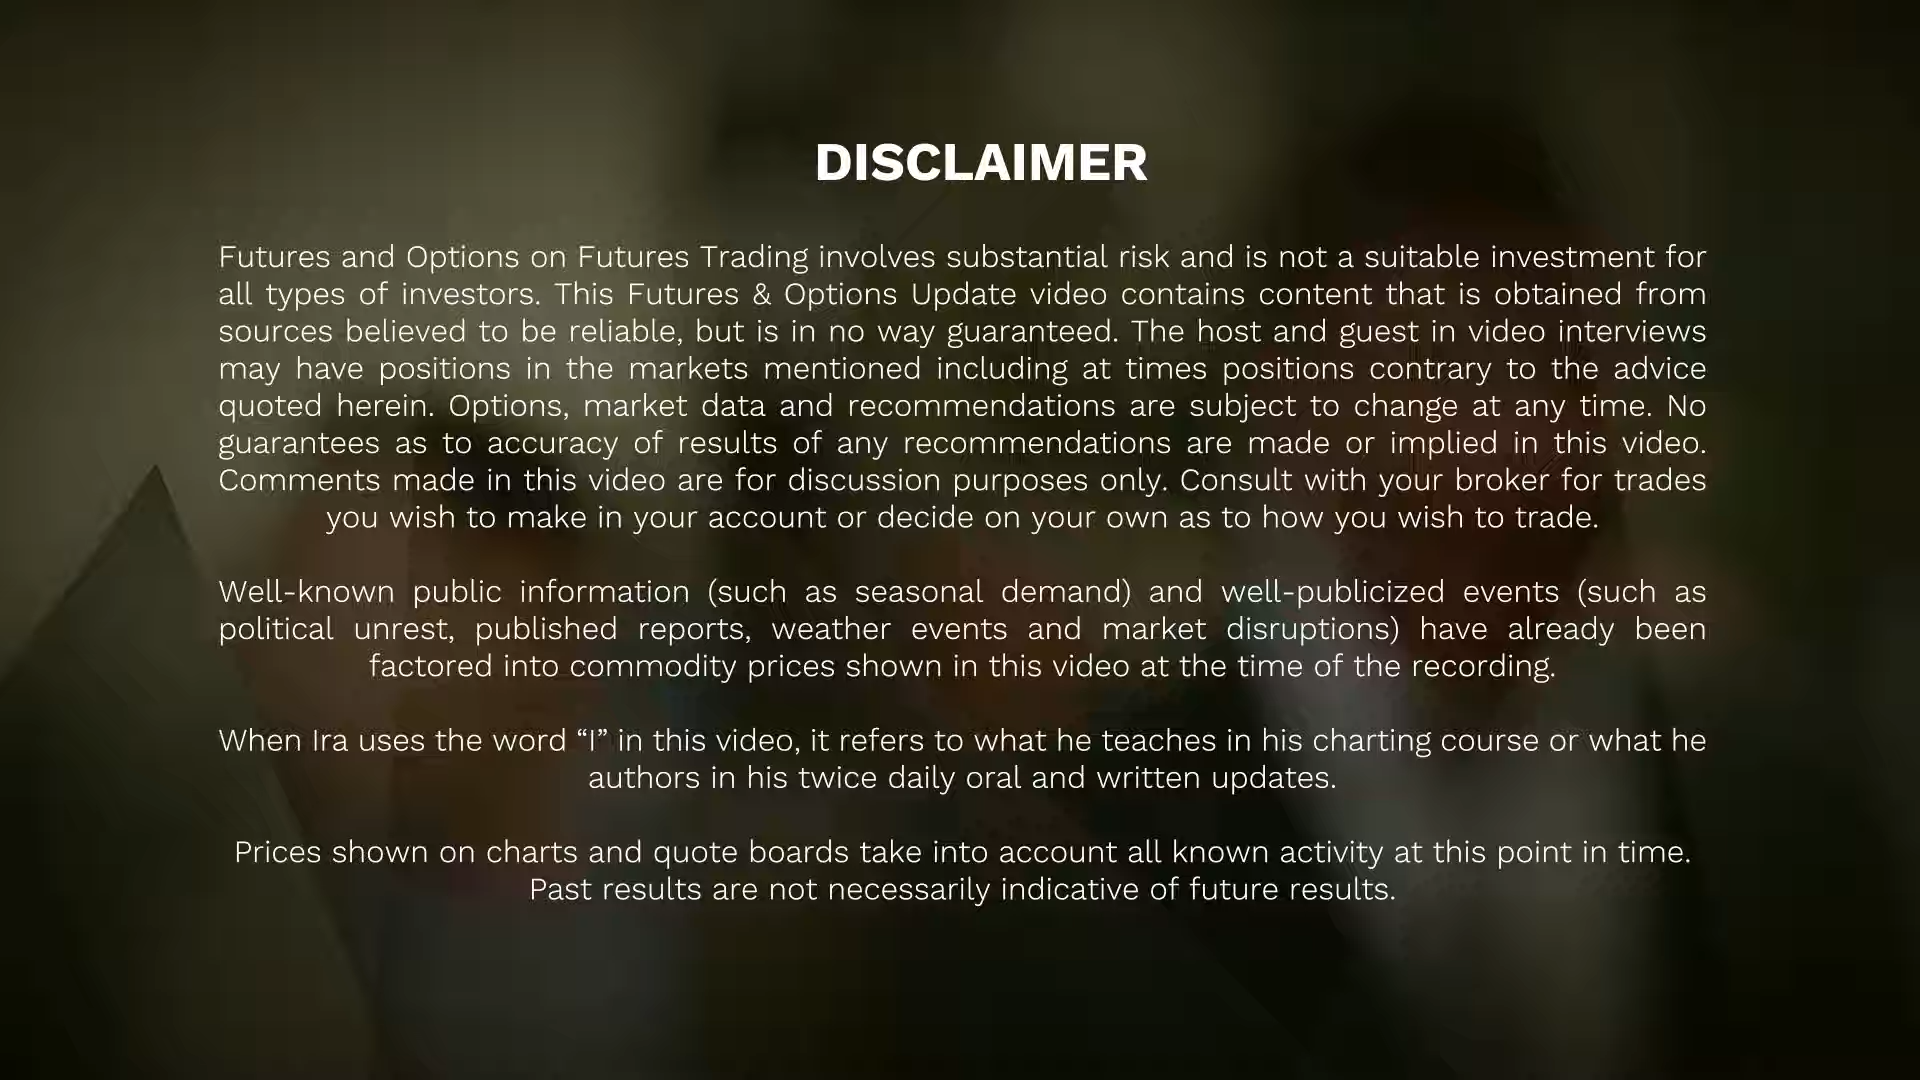 DISCLAIMER
Futures and Options on Futures Trading involves substantial risk and is not a suitable investment for
all types of investors. This Futures & Options Update video contains content that is obtained from
sources believed to be reliable, but is in no way guaranteed. The host and guest in video interviews
may have positions in the markets mentioned including at times positions contrary to the advice
quoted herein. Options, market data and recommendations are subject to change at any time. No
guarantees as to accuracy of results of any recommendations are made or implied in this video.
Comments made in this video are for discussion purposes only. Consult with your broker for trades
you wish to make in your account or decide on your own as to how you wish to trade.
Well-known public information (such as seasonal demand) and well-publicized events (such as
political unrest, published reports, weather events and market disruptions) have already been
factored into commodity prices shown in this video at the time of the recording.
When Ira uses the word “I” in this video, it refers to what he teaches in his charting course or what he
authors in his twice daily oral and written updates.
Prices shown on charts and quote boards take into account all known activity at this point in time.
Past results are not necessarily indicative of future results.